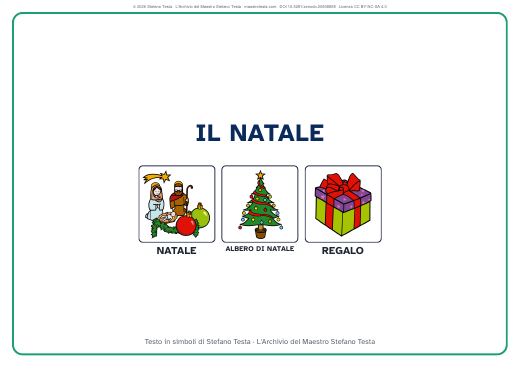 IL NATALE
NATALE
ALBERO DI NATALE
REGALO
Testo in simboli di Stefano Testa - L'Archivio del Maestro Stefano Testa